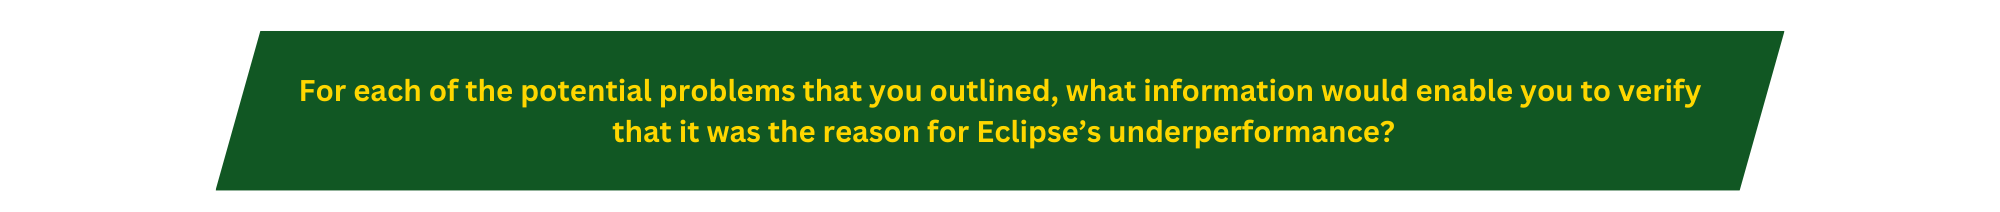 For each of the potential problems that you outlined, what information would enable you to verify
that it was the reason for Eclipse’s underperformance?